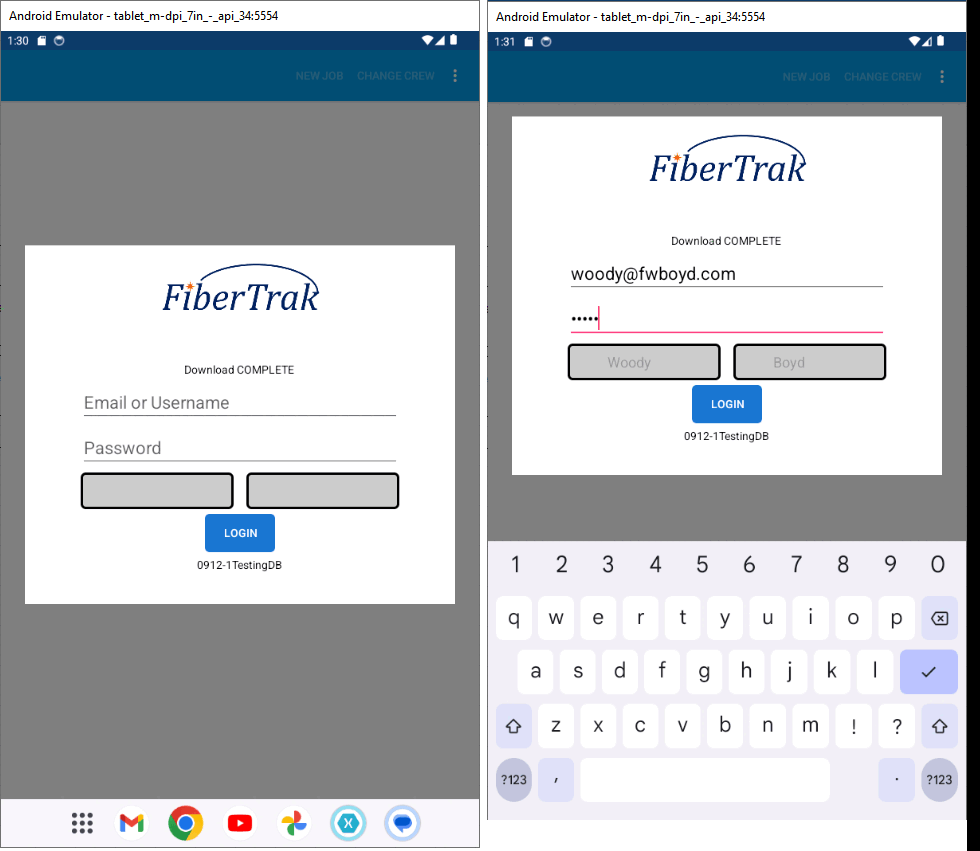 Android Emulator - tablet_m-dpi_7in_-_api_34:5554
1:30
NEW JOB CHANGE CREW
FiberTrak
Download COMPLETE
Email or Username
Password
LOGIN
0912-1TestingDB
Android Emulator - tablet_m-dpi_7in_-_api_34:5554
1:31
NEW JOB CHANGE CREW
FiberTrak
Download COMPLETE
woody@fwboyd.com
•••••
Woody Boyd
LOGIN
0912-1TestingDB
1 2 3 4 5 6 7 8 9 0
q w e r t y u i o p
a s d f g h j k l
z x c v b n m ! ?
?123 , . ?123